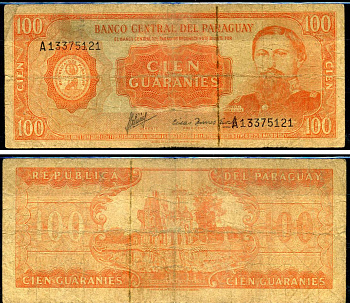 100
BANCO CENTRAL DEL PARAGUAY
100
A13375121
CIEN
GUARANIES
CIEN
CIEN
A13375121
100
100
REPUBLICA DEL PARAGUAY
100 100
CIEN GUARANIES CIEN GUARANIES